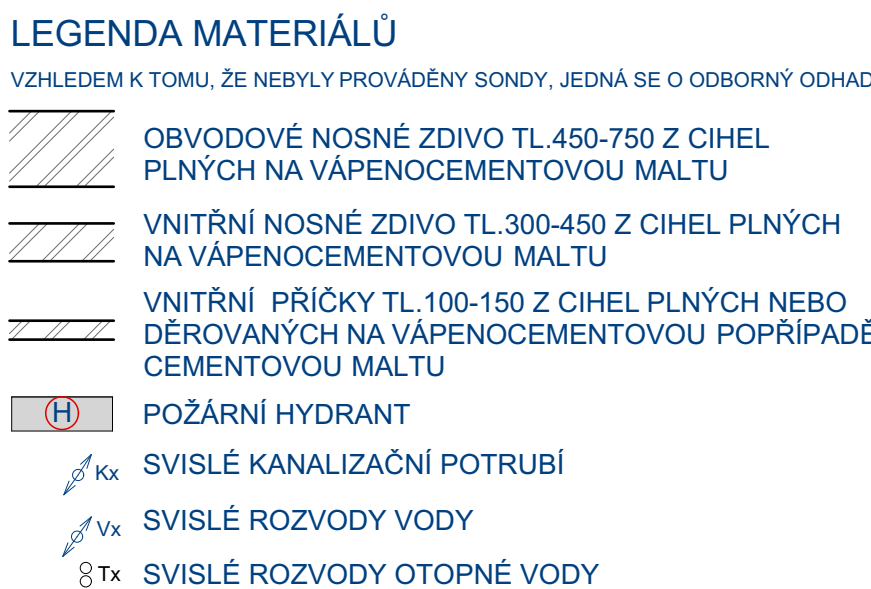 LEGENDA MATERIÁLŮ
VZHLEDEM K TOMU, ŽE NEBYLY PROVÁDĚNY SONDY, JEDNÁ SE O ODBORNÝ ODHAD
OBVODOVÉ NOSNÉ ZDIVO TL.450-750 Z CIHEL
PLNÝCH NA VÁPENOCEMENTOVOU MALTU
VNITŘNÍ NOSNÉ ZDIVO TL.300-450 Z CIHEL PLNÝCH
NA VÁPENOCEMENTOVOU MALTU
VNITŘNÍ PŘÍČKY TL.100-150 Z CIHEL PLNÝCH NEBO
DĚROVANÝCH NA VÁPENOCEMENTOVOU POPŘÍPADĚ
CEMENTOVOU MALTU
H POŽÁRNÍ HYDRANT
Kx SVISLÉ KANALIZAČNÍ POTRUBÍ
Vx SVISLÉ ROZVODY VODY
Tx SVISLÉ ROZVODY OTOPNÉ VODY